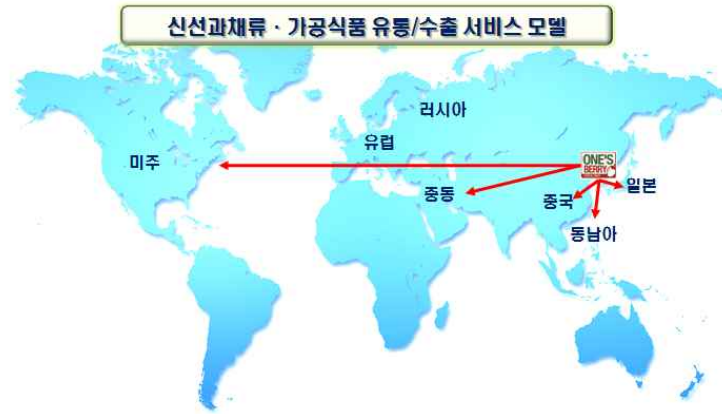 신선과채류 · 가공식품 유통/수출 서비스 모델
러시아
유럽
미주
ONE'S
BERRY
중동
중국
일본
동남아